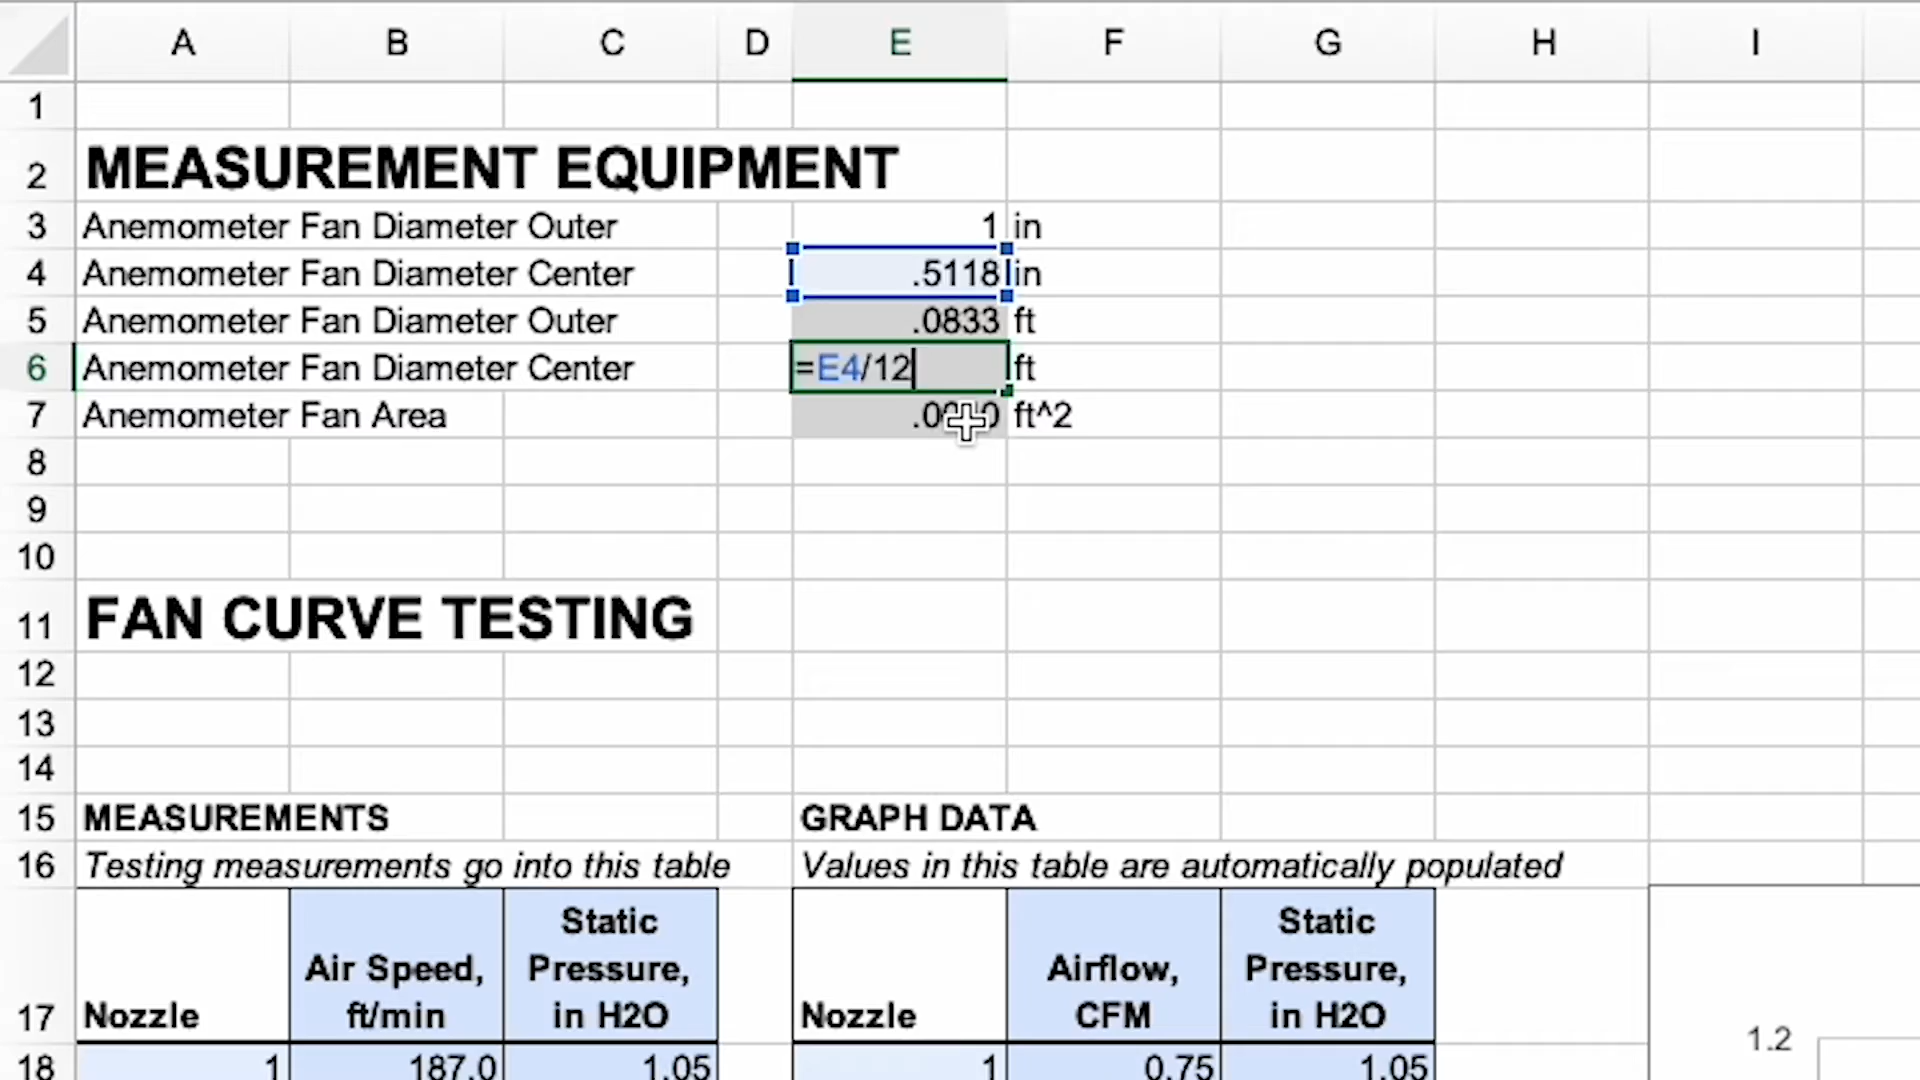 A B C D E F G H I
1
2 MEASUREMENT EQUIPMENT
3 Anemometer Fan Diameter Outer 1 in
4 Anemometer Fan Diameter Center .5118 in
5 Anemometer Fan Diameter Outer .0833 ft
6 Anemometer Fan Diameter Center =E4/12 ft
7 Anemometer Fan Area ft^2
8
9
10
11 FAN CURVE TESTING
12
13
14
15 MEASUREMENTS GRAPH DATA
16 Testing measurements go into this table Values in this table are automatically populated
17 Nozzle Air Speed, ft/min Static Pressure, in H2O Nozzle Airflow, CFM Static Pressure, in H2O
18 1 187.0 1.05 1 0.75 1.05
1.2